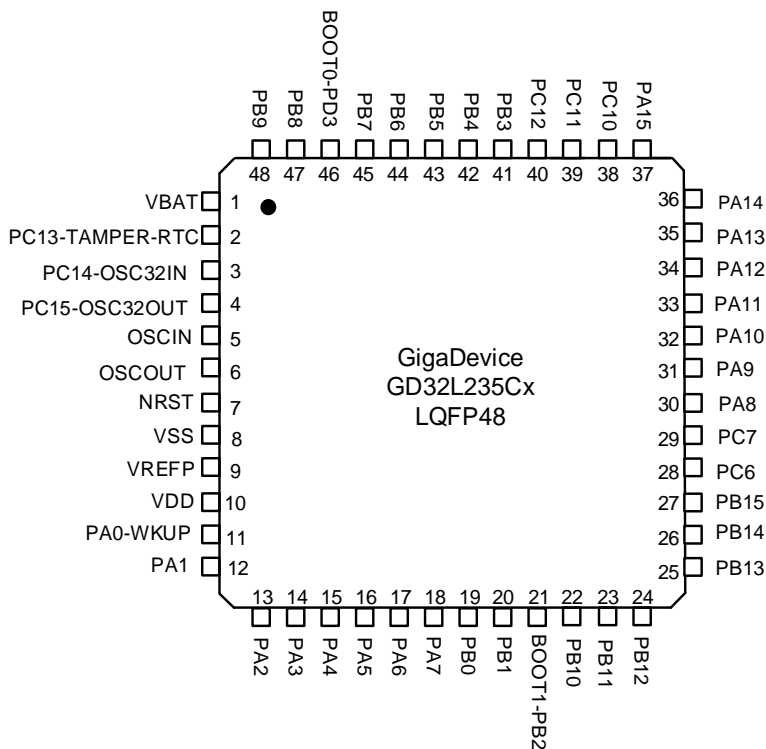 PB9
PB8
BOOT0-PD3
PB7
PB6
PB5
PB4
PB3
PC12
PC11
PC10
PA15
48
47
46
45
44
43
42
41
40
39
38
37
VBAT 1
PC13-TAMPER-RTC 2
PC14-OSC32IN 3
PC15-OSC32OUT 4
OSCIN 5
OSCOUT 6
NRST 7
VSS 8
VREFP 9
VDD 10
PA0-WKUP 11
PA1 12
GigaDevice
GD32L235Cx
LQFP48
36 PA14
35 PA13
34 PA12
33 PA11
32 PA10
31 PA9
30 PA8
29 PC7
28 PC6
27 PB15
26 PB14
25 PB13
13
14
15
16
17
18
19
20
21
22
23
24
PA2
PA3
PA4
PA5
PA6
PA7
PB0
PB1
BOOT1-PB2
PB10
PB11
PB12